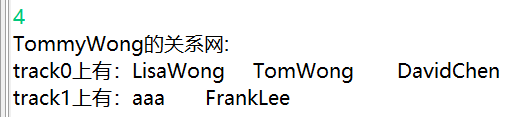 4
TommyWong的关系网:
track0上有：LisaWong TomWong DavidChen
track1上有：aaa FrankLee